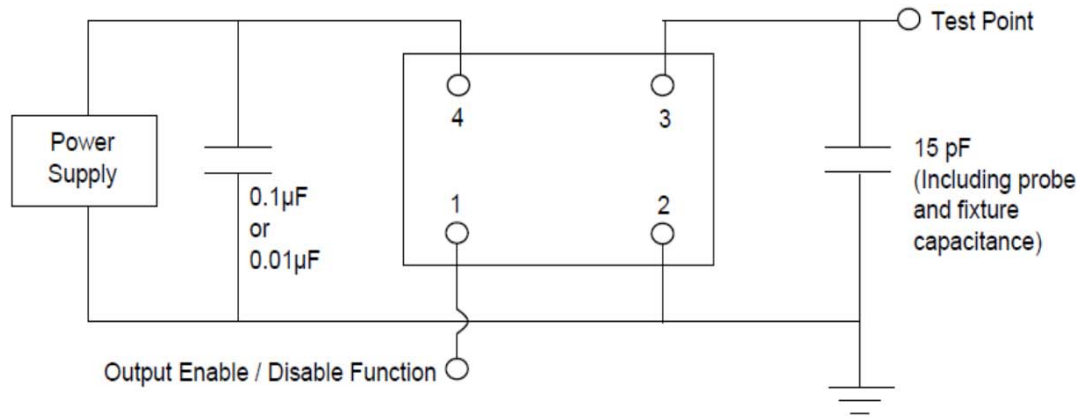 Test Point
4
3
Power
Supply
15 pF
(Including probe
and fixture
capacitance)
0.1µF
or
0.01µF
1
2
Output Enable / Disable Function